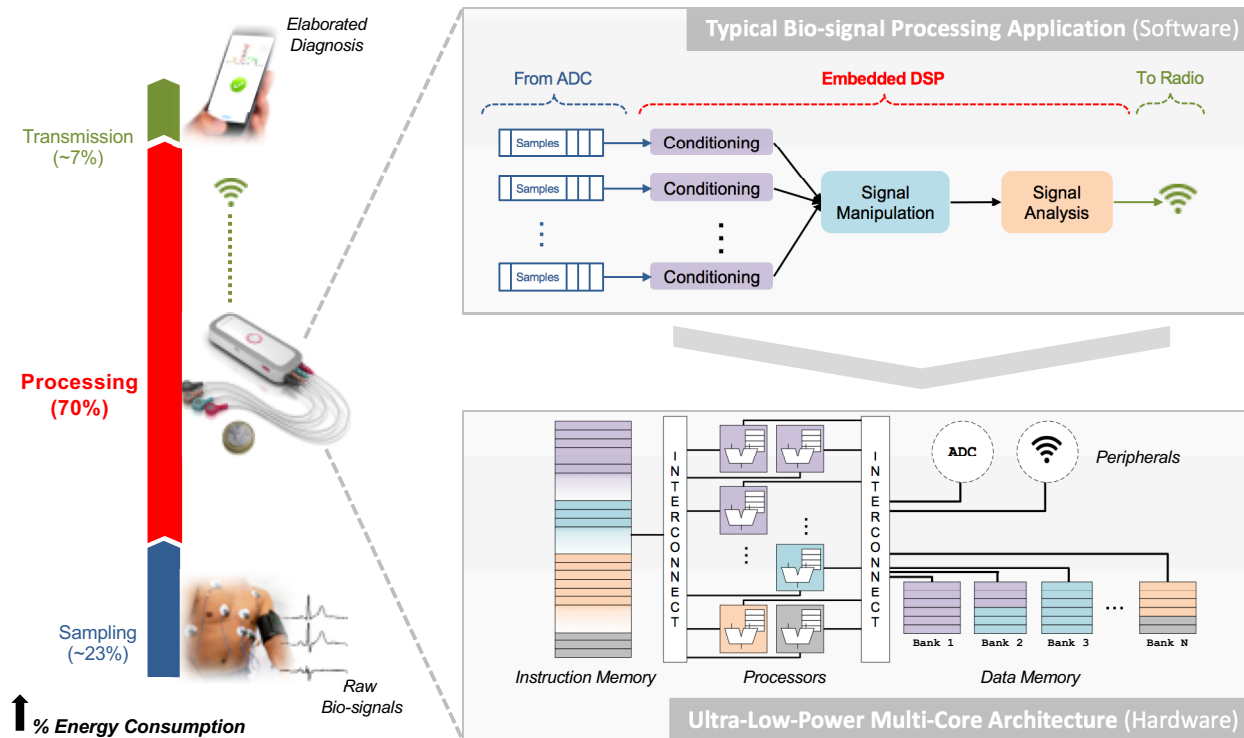 Elaborated
Diagnosis
Transmission
(~7%)
Processing
(70%)
Sampling
(~23%)
Raw
Bio-signals
% Energy Consumption
Typical Bio-signal Processing Application (Software)
From ADC
Embedded DSP
To Radio
Samples
Conditioning
Samples
Conditioning
Signal
Manipulation
Signal
Analysis
Samples
Conditioning
INTERCONNECT
INTERCONNECT
ADC
Peripherals
Bank 1
Bank 2
Bank 3
Bank N
Instruction Memory
Processors
Data Memory
Ultra-Low-Power Multi-Core Architecture (Hardware)